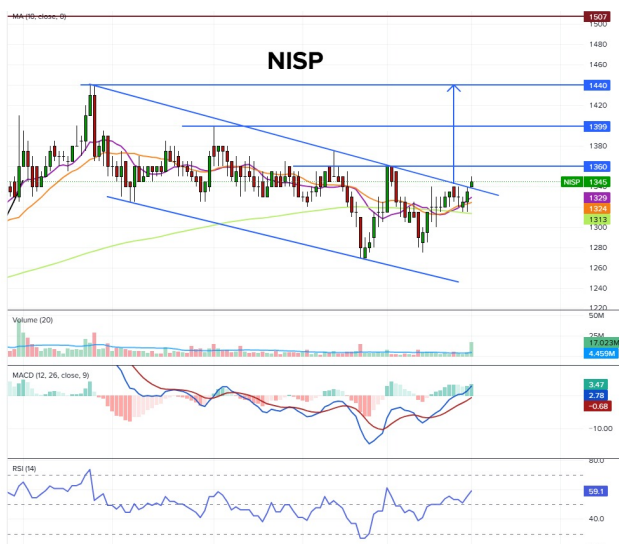 MA (10, close, 0)
1507
1500
1480
NISP
1460
1440
1420
1399
1380
1360
NISP 1345
1329
1324
1313
1300
1280
1260
1240
1220
Volume (20)
50M
25M
17.023M
4.459M
MACD (12, 26, close, 9)
3.47
2.78
−0.68
−10.00
RSI (14)
80.0
59.1
40.0